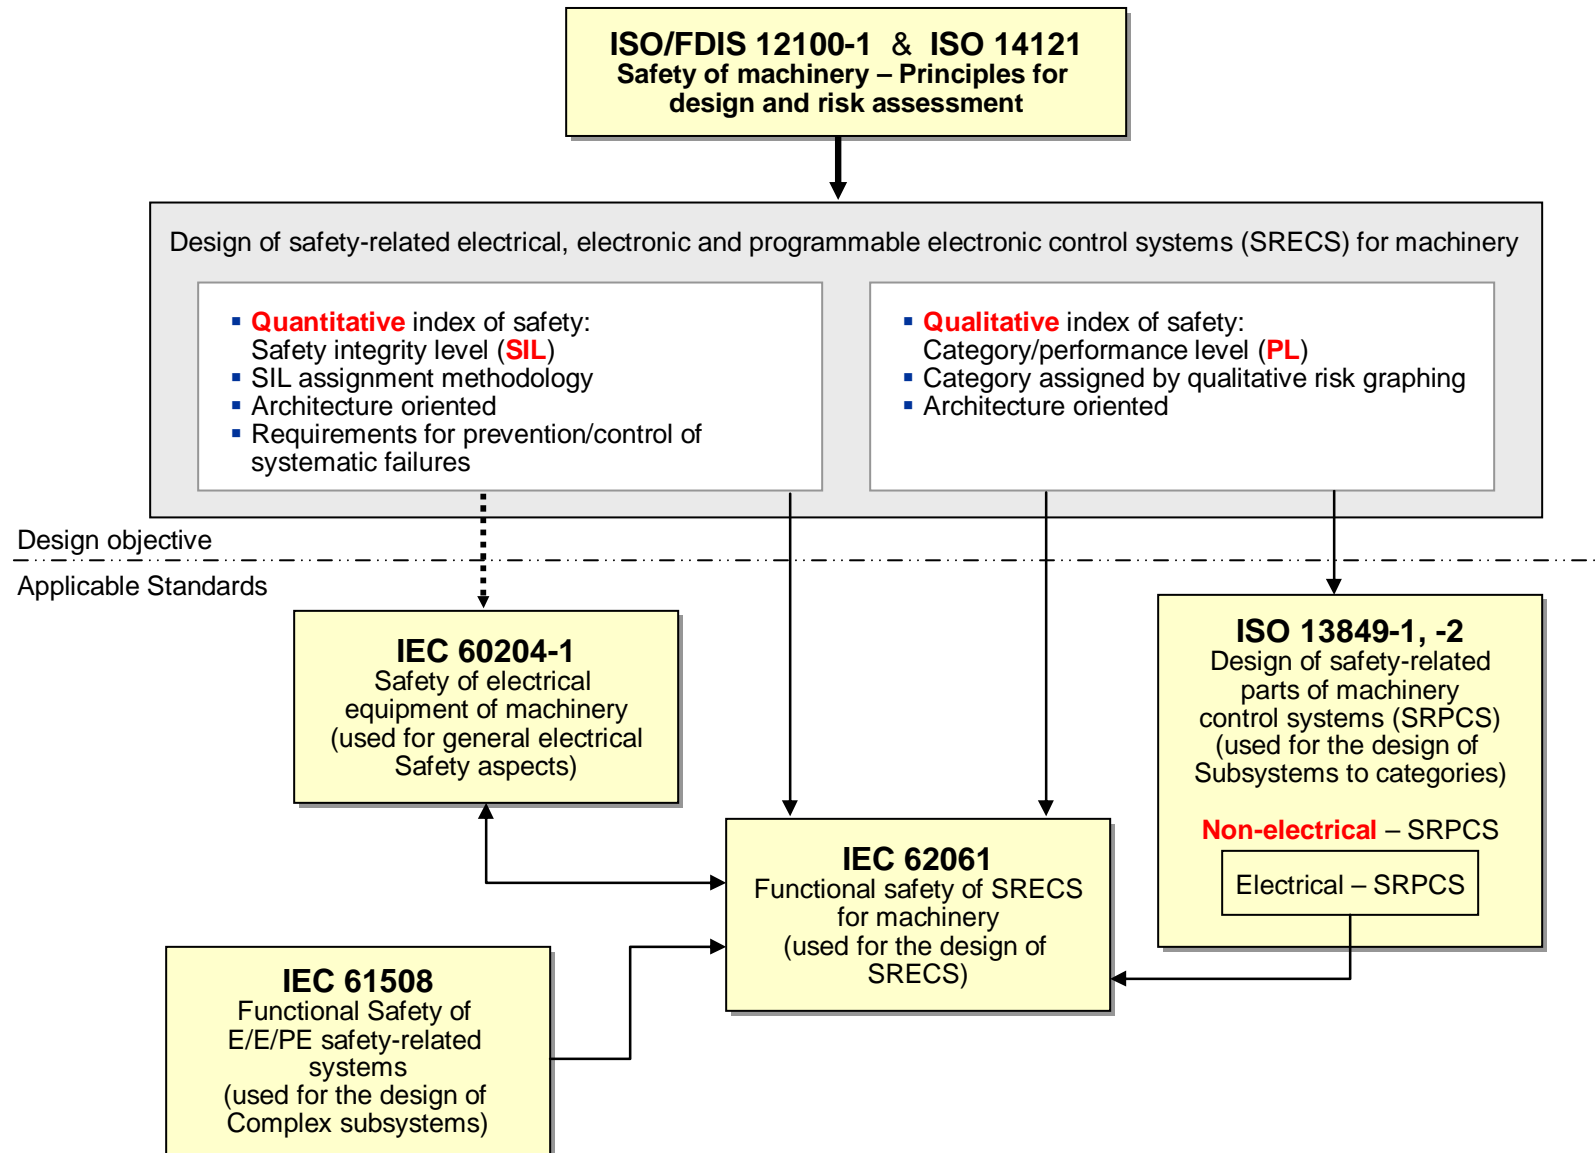 ISO/FDIS 12100-1 & ISO 14121
Safety of machinery – Principles for
design and risk assessment
Design of safety-related electrical, electronic and programmable electronic control systems (SRECS) for machinery
▪ Quantitative index of safety:
Safety integrity level (SIL)
▪ SIL assignment methodology
▪ Architecture oriented
▪ Requirements for prevention/control of
systematic failures
▪ Qualitative index of safety:
Category/performance level (PL)
▪ Category assigned by qualitative risk graphing
▪ Architecture oriented
Design objective
Applicable Standards
IEC 60204-1
Safety of electrical
equipment of machinery
(used for general electrical
Safety aspects)
ISO 13849-1, -2
Design of safety-related
parts of machinery
control systems (SRPCS)
(used for the design of
Subsystems to categories)
Non-electrical – SRPCS
Electrical – SRPCS
IEC 62061
Functional safety of SRECS
for machinery
(used for the design of
SRECS)
IEC 61508
Functional Safety of
E/E/PE safety-related
systems
(used for the design of
Complex subsystems)